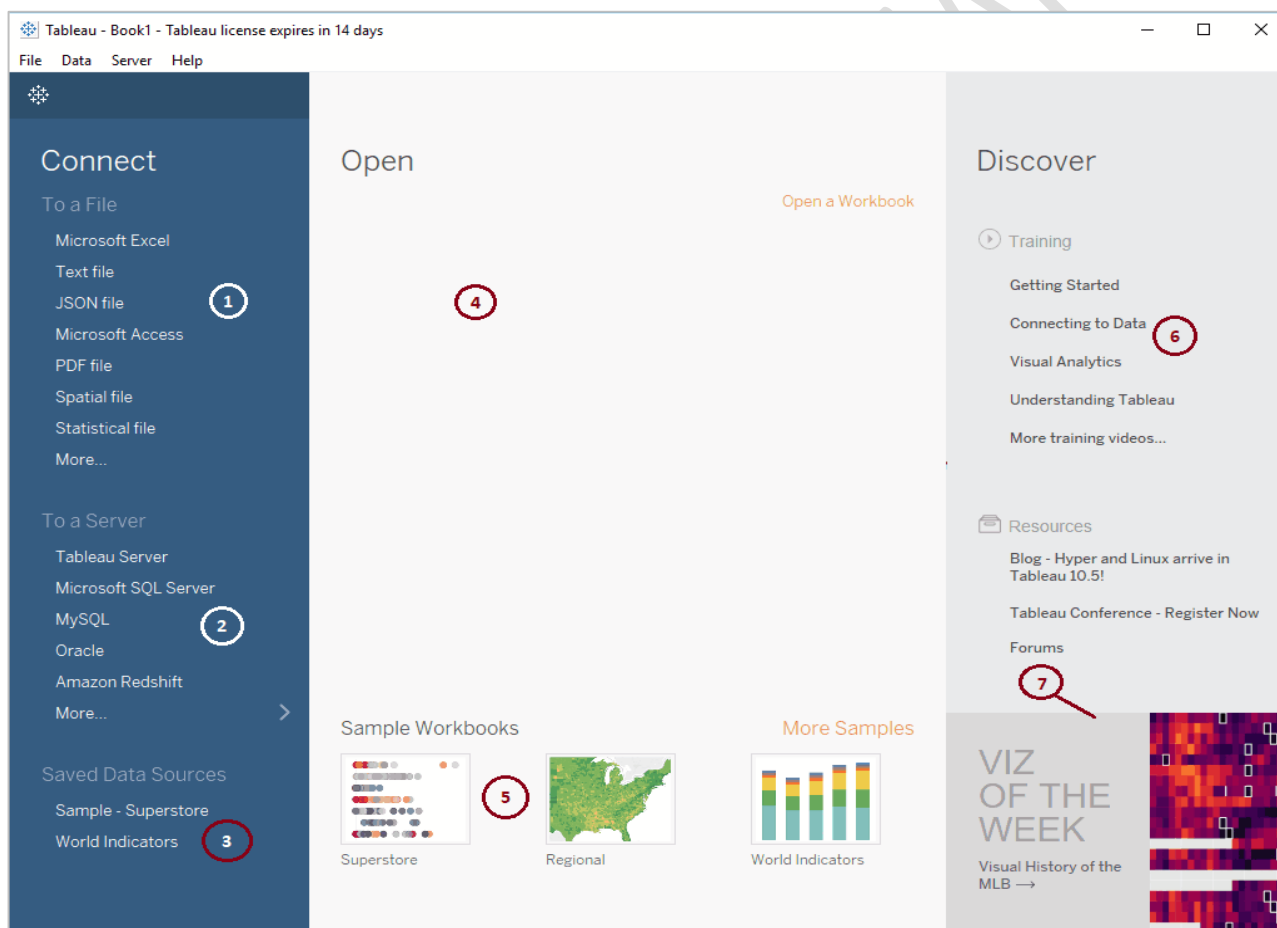 Tableau - Book1 - Tableau license expires in 14 days
File Data Server Help
Connect
To a File
Microsoft Excel
Text file
JSON file
1
Microsoft Access
PDF file
Spatial file
Statistical file
More...
To a Server
Tableau Server
Microsoft SQL Server
MySQL
2
Oracle
Amazon Redshift
More...
Saved Data Sources
Sample - Superstore
World Indicators
3
Open
Open a Workbook
4
Sample Workbooks
More Samples
5
Superstore
Regional
World Indicators
Discover
Training
Getting Started
Connecting to Data
6
Visual Analytics
Understanding Tableau
More training videos...
Resources
Blog - Hyper and Linux arrive in
Tableau 10.5!
Tableau Conference - Register Now
Forums
7
VIZ
OF THE
WEEK
Visual History of the
MLB →